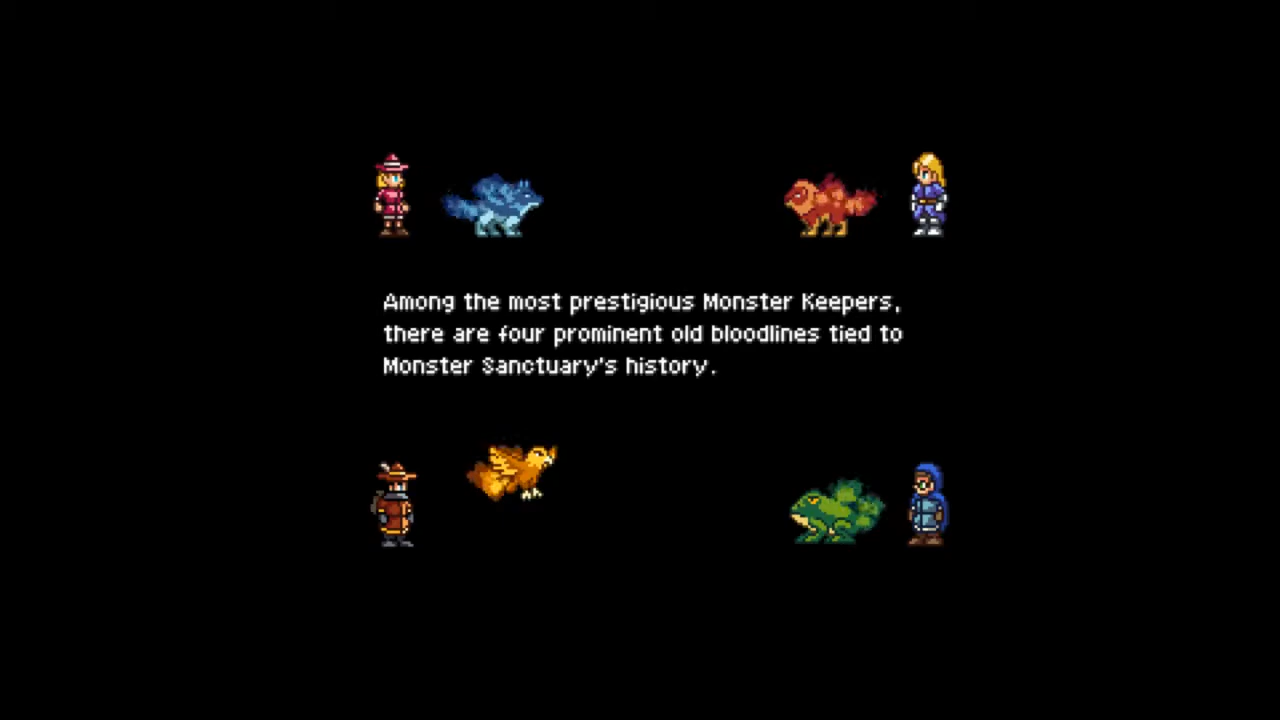 Among the most prestigious Monster Keepers,
there are four prominent old bloodlines tied to
Monster Sanctuary's history.